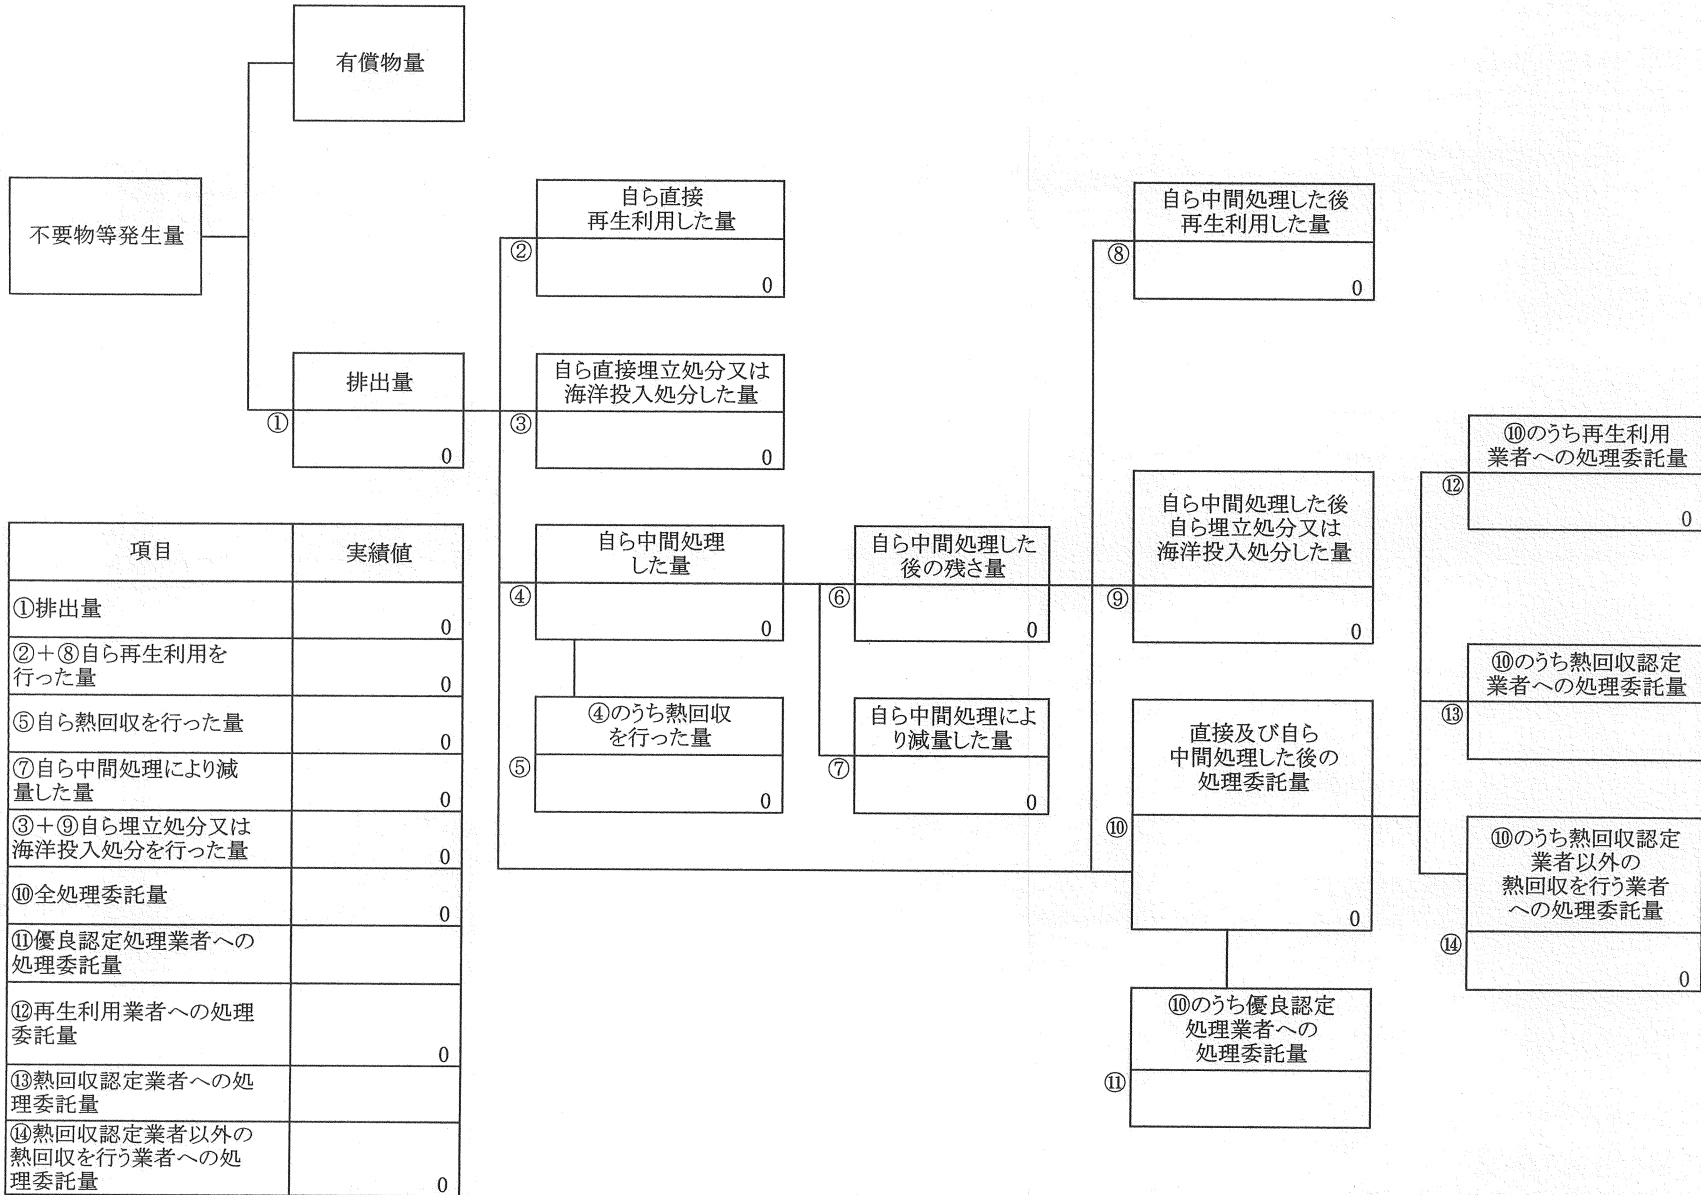 有償物量
不要物等発生量
排出量
①
0
自ら直接
再生利用した量
②
0
自ら直接埋立処分又は
海洋投入処分した量
③
0
自ら中間処理
した量
④
0
④のうち熱回収
を行った量
⑤
0
自ら中間処理した
後の残さ量
⑥
0
自ら中間処理によ
り減量した量
⑦
0
自ら中間処理した後
再生利用した量
⑧
0
自ら中間処理した後
自ら埋立処分又は
海洋投入処分した量
⑨
0
直接及び自ら
中間処理した後の
処理委託量
⑩
0
⑩のうち優良認定
処理業者への
処理委託量
⑪
⑩のうち再生利用
業者への処理委託量
⑫
0
⑩のうち熱回収認定
業者への処理委託量
⑬
⑩のうち熱回収認定
業者以外の
熱回収を行う業者
への処理委託量
⑭
0
項目 実績値
①排出量
0
②＋⑧自ら再生利用を
行った量
0
⑤自ら熱回収を行った量
0
⑦自ら中間処理により減
量した量
0
③＋⑨自ら埋立処分又は
海洋投入処分を行った量
0
⑩全処理委託量
0
⑪優良認定処理業者への
処理委託量
⑫再生利用業者への処理
委託量
0
⑬熱回収認定業者への処
理委託量
⑭熱回収認定業者以外の
熱回収を行う業者への処
理委託量
0